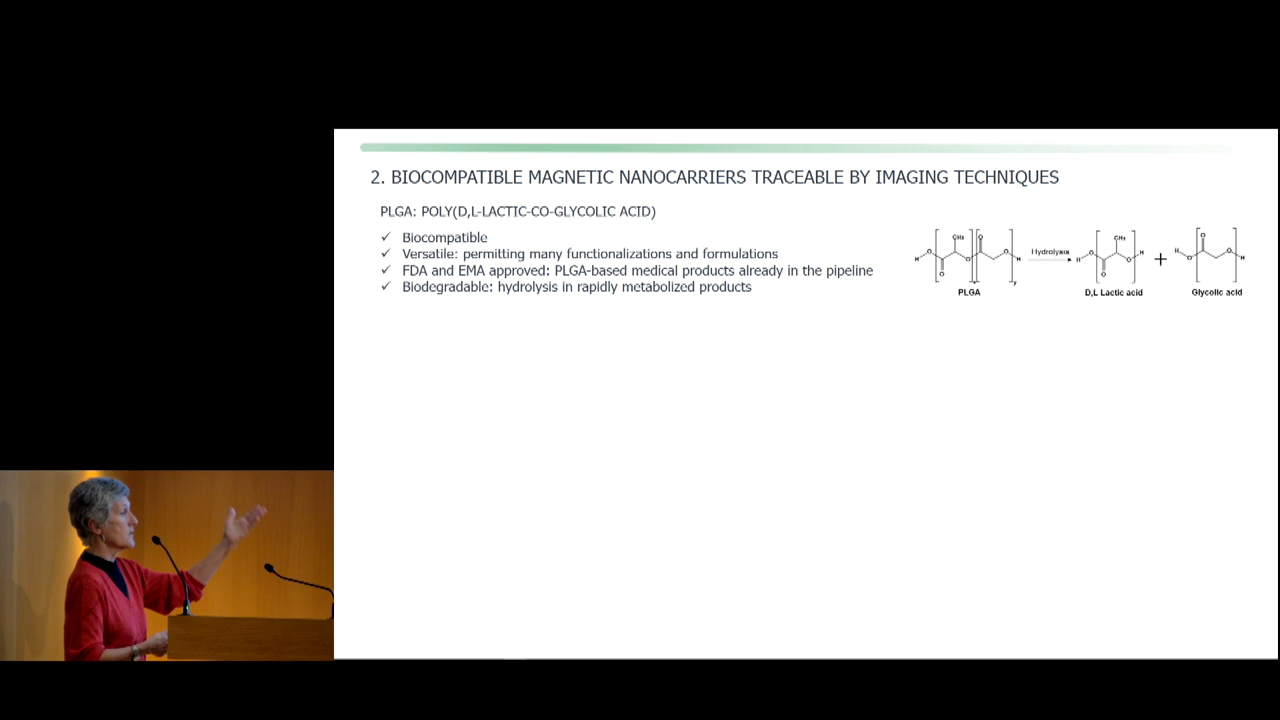 2. BIOCOMPATIBLE MAGNETIC NANOCARRIERS TRACEABLE BY IMAGING TECHNIQUES
PLGA: POLY(D,L-LACTIC-CO-GLYCOLIC ACID)
✓ Biocompatible
✓ Versatile: permitting many functionalizations and formulations
✓ FDA and EMA approved: PLGA-based medical products already in the pipeline
✓ Biodegradable: hydrolysis in rapidly metabolized products
H O O CH₃ O O O H x y
Hydrolysis
H O O CH₃ O H
+
H O O O H
PLGA
D,L Lactic acid
Glycolic acid